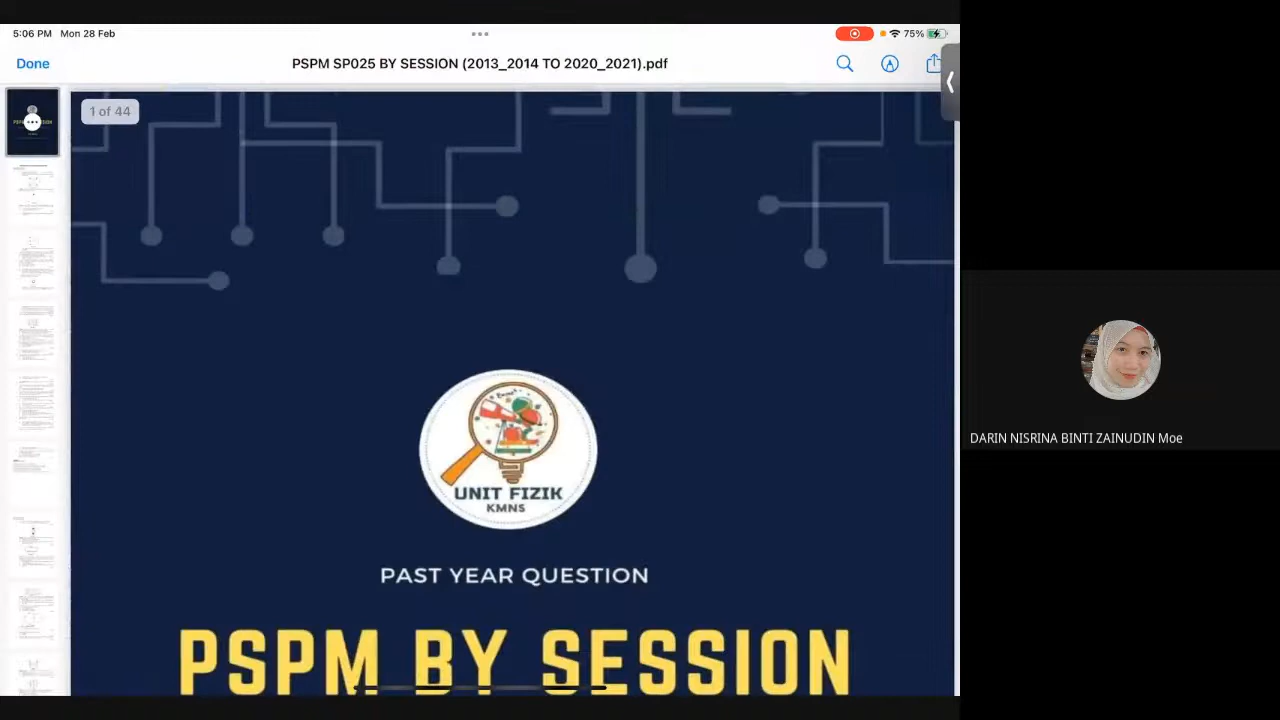 5:06 PM Mon 28 Feb
75%
Done
PSPM SP025 BY SESSION (2013_2014 TO 2020_2021).pdf
1 of 44
UNIT FIZIK
KMNS
PAST YEAR QUESTION
PSPM BY SESSION
DARIN NISRINA BINTI ZAINUDIN Moe